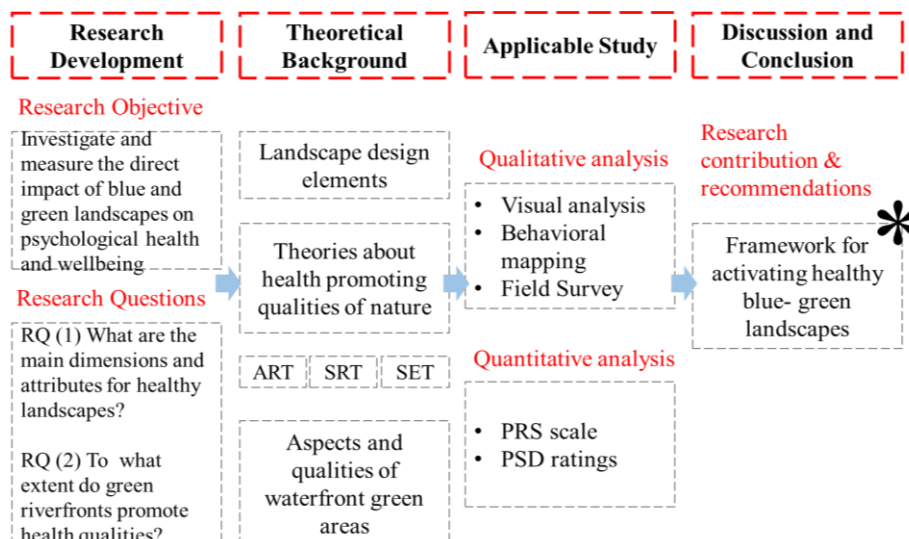 Research
Development
Theoretical
Background
Applicable Study
Discussion and
Conclusion
Research Objective
Investigate and
measure the direct
impact of blue and
green landscapes on
psychological health
and wellbeing
Research Questions
RQ (1) What are the
main dimensions and
attributes for healthy
landscapes?
RQ (2) To what
extent do green
riverfronts promote
health qualities?
Landscape design
elements
Theories about
health promoting
qualities of nature
ART
SRT
SET
Aspects and
qualities of
waterfront green
areas
Qualitative analysis
• Visual analysis
• Behavioral
mapping
• Field Survey
Quantitative analysis
• PRS scale
• PSD ratings
Research
contribution &
recommendations
*
Framework for
activating healthy
blue- green
landscapes